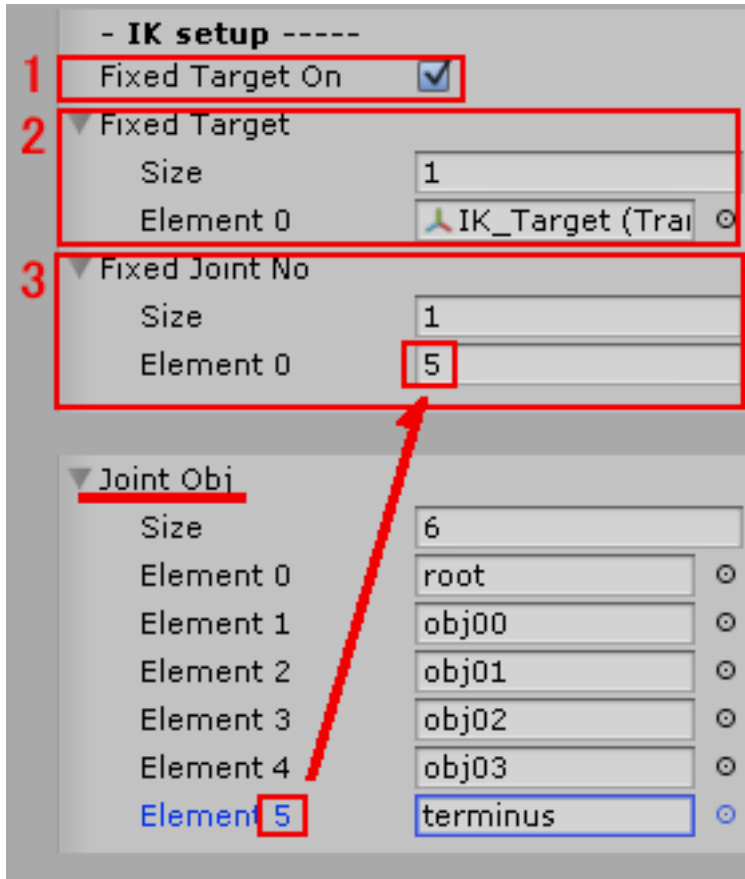 - IK setup -----
1 Fixed Target On
2 Fixed Target
Size 1
Element 0 IK_Target (Trai
3 Fixed Joint No
Size 1
Element 0 5
Joint Obj
Size 6
Element 0 root
Element 1 obj00
Element 2 obj01
Element 3 obj02
Element 4 obj03
Element 5 terminus